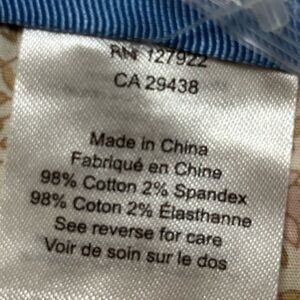 RN 127922
CA 29438
Made in China
Fabriqué en Chine
98% Cotton 2% Spandex
98% Coton 2% Élasthanne
See reverse for care
Voir de soin sur le dos